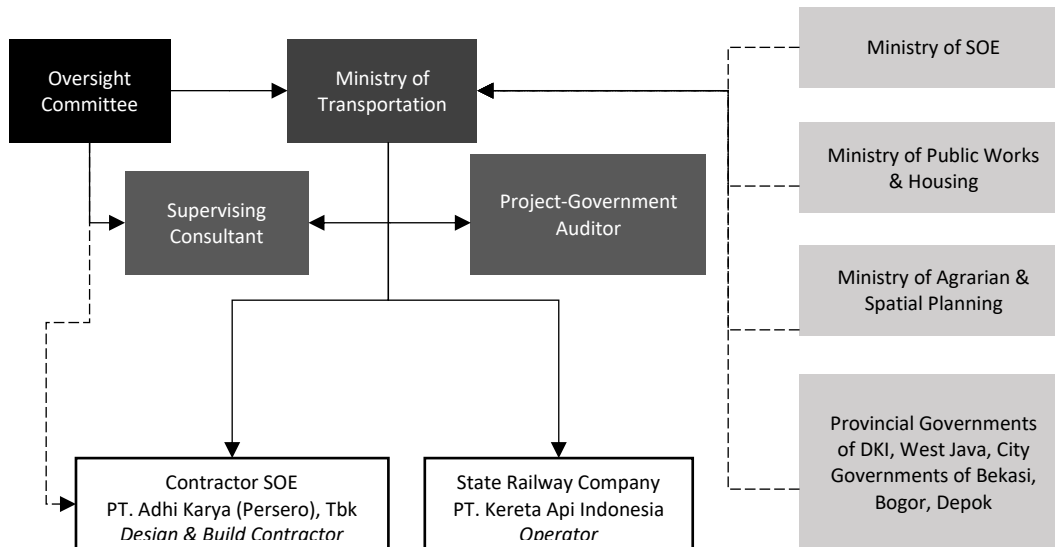 Oversight
Committee
Ministry of
Transportation
Ministry of SOE
Ministry of Public Works
& Housing
Supervising
Consultant
Project-Government
Auditor
Ministry of Agrarian &
Spatial Planning
Provincial Governments
of DKI, West Java, City
Governments of Bekasi,
Bogor, Depok
Contractor SOE
PT. Adhi Karya (Persero), Tbk
Design & Build Contractor
State Railway Company
PT. Kereta Api Indonesia
Operator